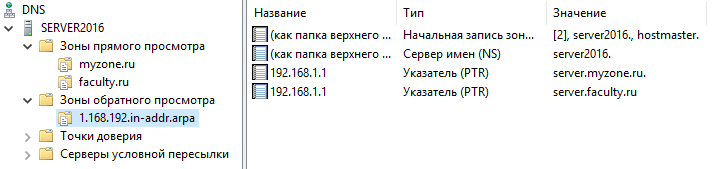 DNS
SERVER2016
Зоны прямого просмотра
myzone.ru
faculty.ru
Зоны обратного просмотра
1.168.192.in-addr.arpa
Точки доверия
Серверы условной пересылки
Название Тип Значение
(как папка верхнего ... Начальная запись зон... [2], server2016., hostmaster.
(как папка верхнего ... Сервер имен (NS) server2016.
192.168.1.1 Указатель (PTR) server.myzone.ru.
192.168.1.1 Указатель (PTR) server.faculty.ru